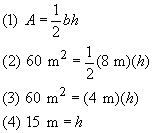 (1) A = 1/2 bh
(2) 60 m² = 1/2 (8 m)(h)
(3) 60 m² = (4 m)(h)
(4) 15 m = h